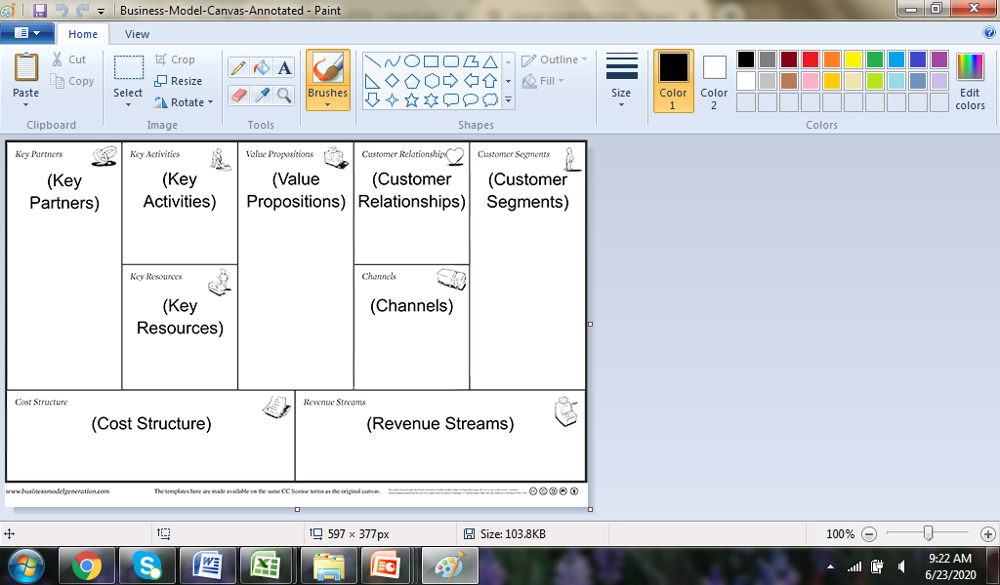 Business-Model-Canvas-Annotated - Paint
Home View
Paste
Cut
Copy
Clipboard
Select
Crop
Resize
Rotate
Image
A
Tools
Brushes
Outline
Fill
Shapes
Size
Color 1
Color 2
Edit colors
Colors
Key Partners
(Key
Partners)
Key Activities
(Key
Activities)
Key Resources
(Key
Resources)
Value Propositions
(Value
Propositions)
Customer Relationships
(Customer
Relationships)
Channels
(Channels)
Customer Segments
(Customer
Segments)
Cost Structure
(Cost Structure)
Revenue Streams
(Revenue Streams)
www.businessmodelgeneration.com
The templates here are made available on the same CC license terms as the original canvas.
597 × 377px
Size: 103.8KB
100%
9:22 AM
6/23/2020